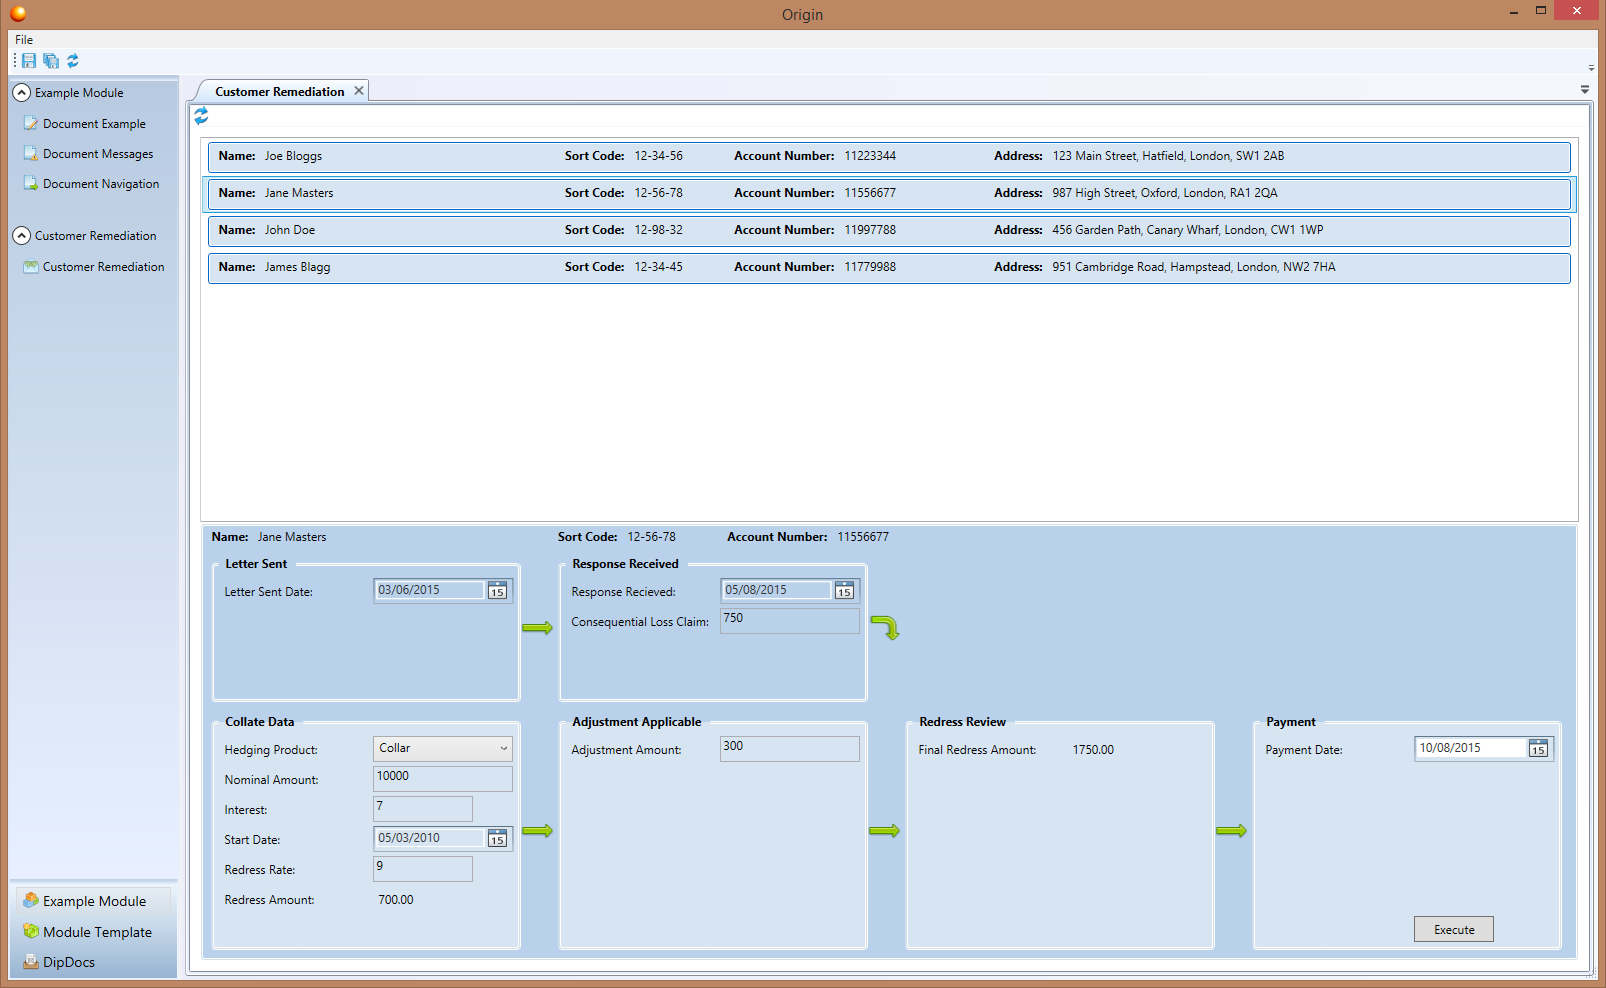 Origin
File
Example Module
Document Example
Document Messages
Document Navigation
Customer Remediation
Customer Remediation
Example Module
Module Template
DipDocs
Customer Remediation
Name: Joe Bloggs Sort Code: 12-34-56 Account Number: 11223344 Address: 123 Main Street, Hatfield, London, SW1 2AB
Name: Jane Masters Sort Code: 12-56-78 Account Number: 11556677 Address: 987 High Street, Oxford, London, RA1 2QA
Name: John Doe Sort Code: 12-98-32 Account Number: 11997788 Address: 456 Garden Path, Canary Wharf, London, CW1 1WP
Name: James Blagg Sort Code: 12-34-45 Account Number: 11779988 Address: 951 Cambridge Road, Hampstead, London, NW2 7HA
Name: Jane Masters Sort Code: 12-56-78 Account Number: 11556677
Letter Sent
Letter Sent Date: 03/06/2015 15
Response Received
Response Recieved: 05/08/2015 15
Consequential Loss Claim: 750
Collate Data
Hedging Product: Collar
Nominal Amount: 10000
Interest: 7
Start Date: 05/03/2010 15
Redress Rate: 9
Redress Amount: 700.00
Adjustment Applicable
Adjustment Amount: 300
Redress Review
Final Redress Amount: 1750.00
Payment
Payment Date: 10/08/2015 15
Execute